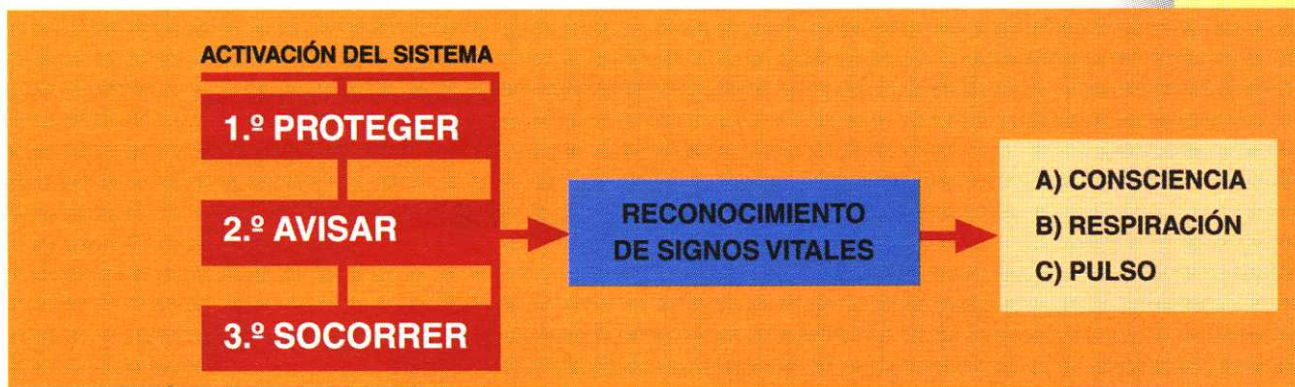 ACTIVACIÓN DEL SISTEMA
1.º PROTEGER
2.º AVISAR
3.º SOCORRER
RECONOCIMIENTO
DE SIGNOS VITALES
A) CONSCIENCIA
B) RESPIRACIÓN
C) PULSO